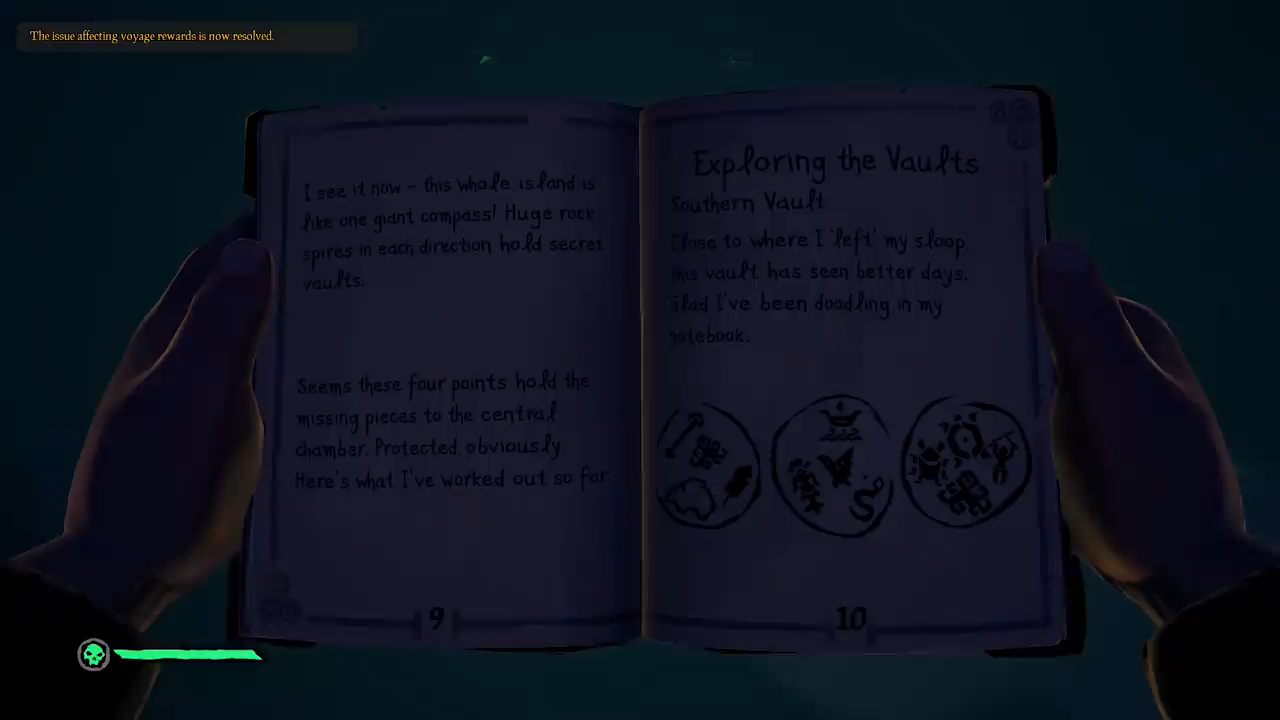 The issue affecting voyage rewards is now resolved.
I see it now - this whole island is
like one giant compass! Huge rock
spires in each direction hold secret
vaults.
Seems these four points hold the
missing pieces to the central
chamber. Protected, obviously
Here's what I've worked out so far
9
Exploring the Vaults
Southern Vault
Close to where I 'left' my sloop,
this vault has seen better days.
Glad I've been doodling in my
notebook.
10